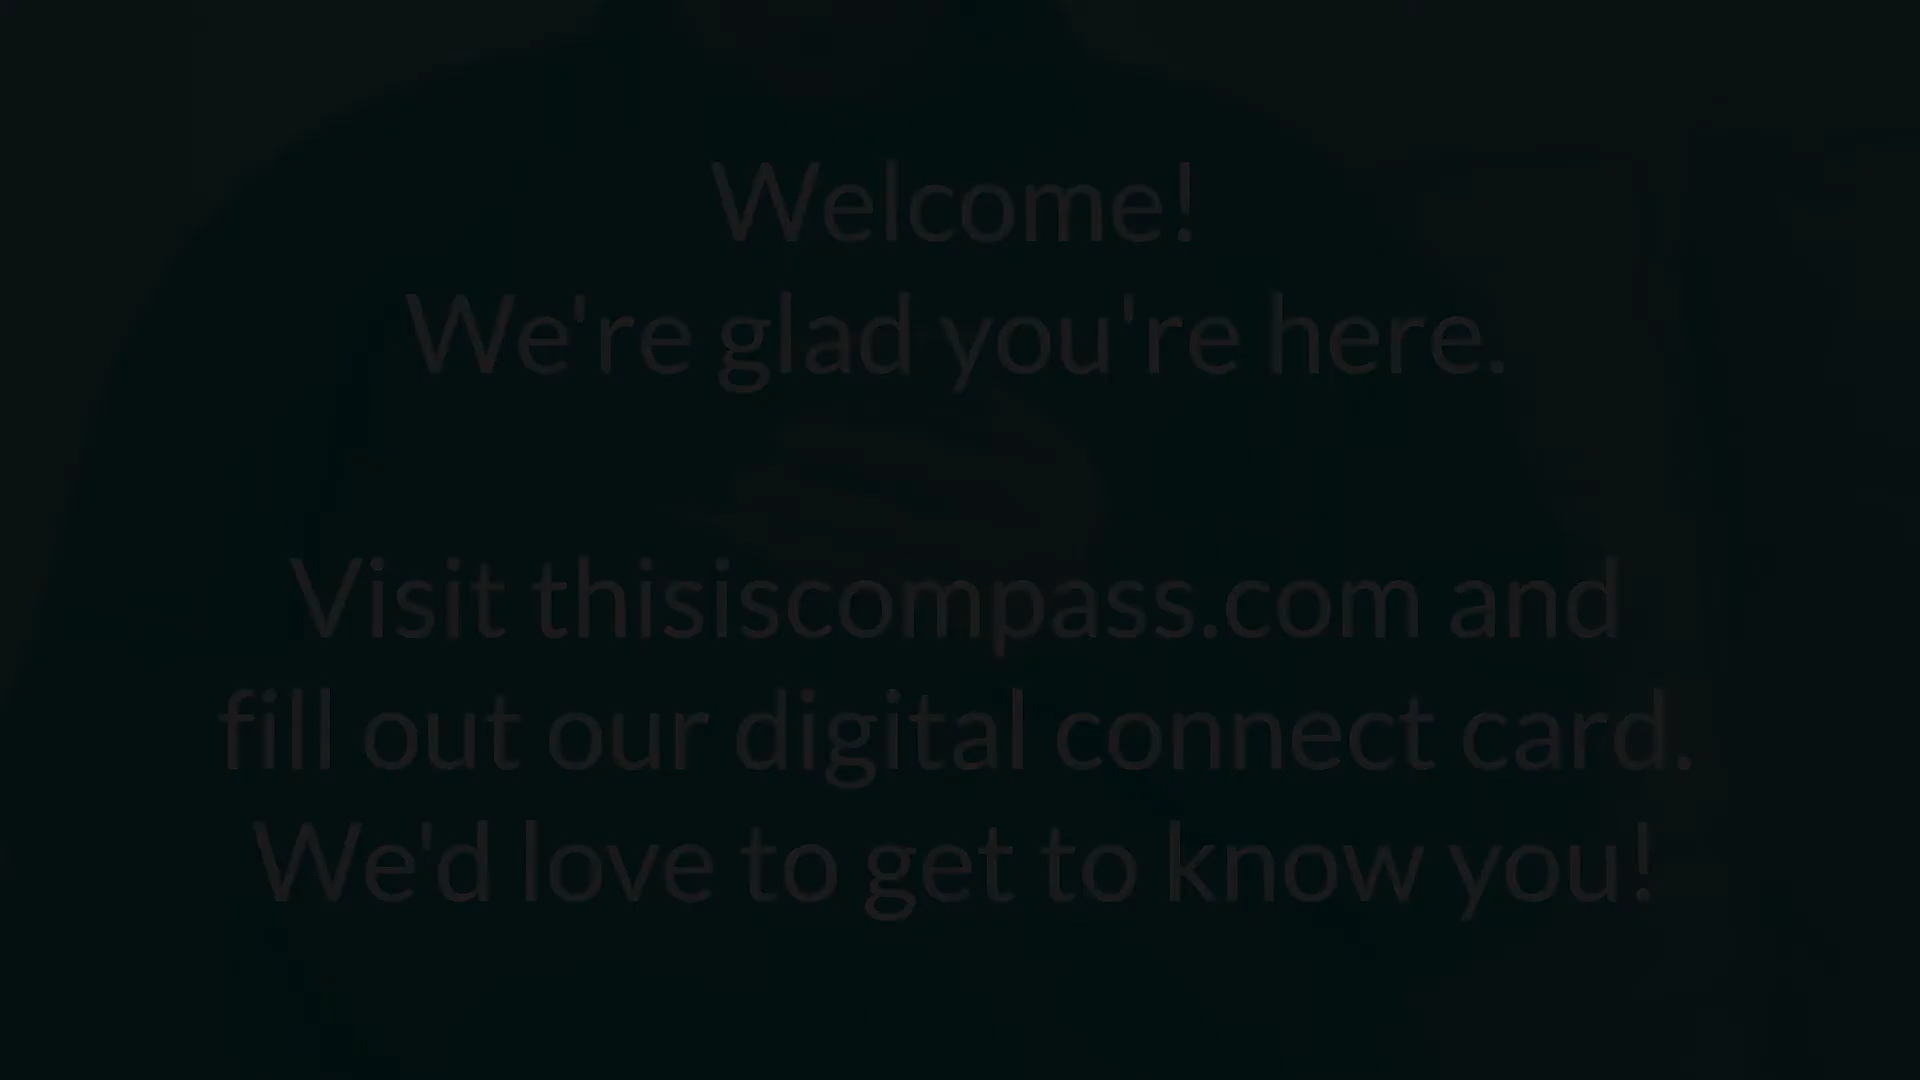 Welcome!
We're glad you're here.
Visit thisiscompass.com and
fill out our digital connect card.
We'd love to get to know you!